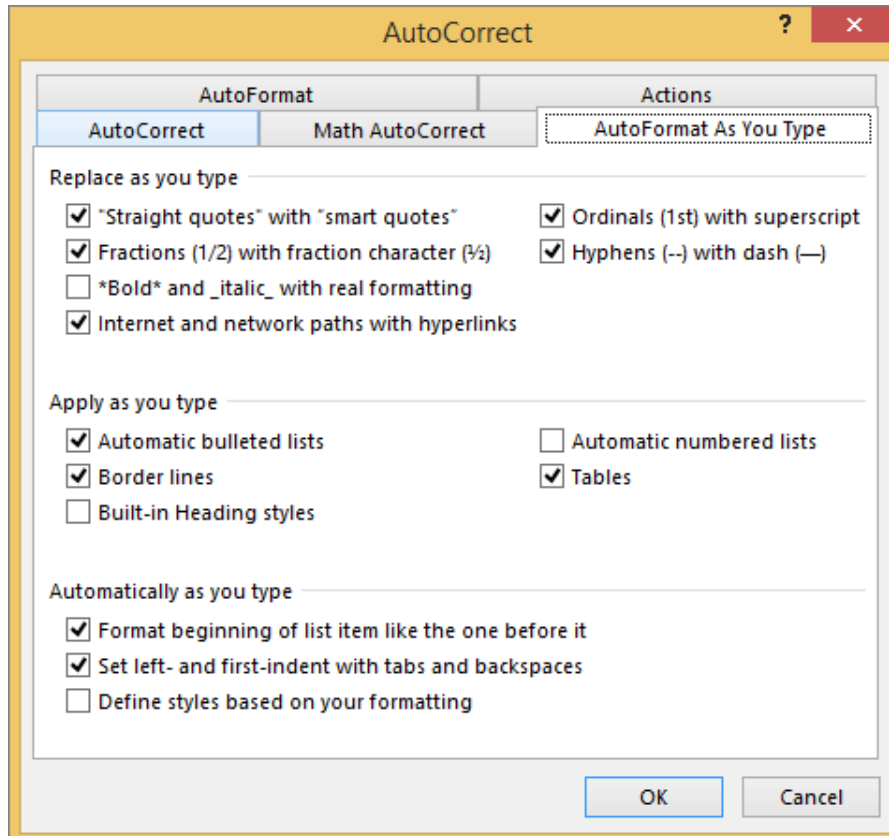 AutoCorrect
?
AutoFormat
Actions
AutoCorrect
Math AutoCorrect
AutoFormat As You Type
Replace as you type
"Straight quotes" with “smart quotes”
Ordinals (1st) with superscript
Fractions (1/2) with fraction character (½)
Hyphens (--) with dash (—)
*Bold* and _italic_ with real formatting
Internet and network paths with hyperlinks
Apply as you type
Automatic bulleted lists
Automatic numbered lists
Border lines
Tables
Built-in Heading styles
Automatically as you type
Format beginning of list item like the one before it
Set left- and first-indent with tabs and backspaces
Define styles based on your formatting
OK
Cancel